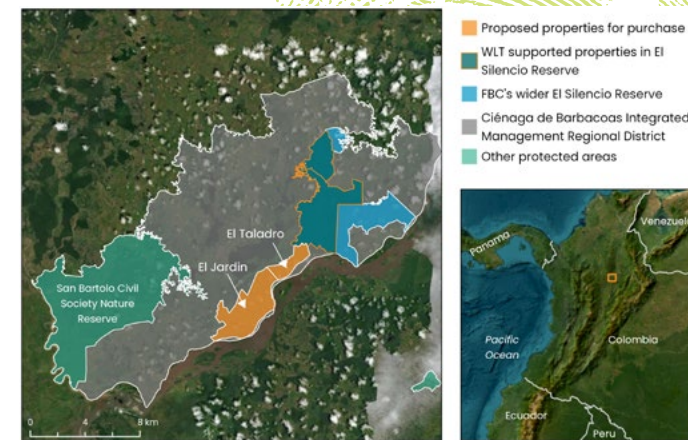 Proposed properties for purchase
WLT supported properties in El
Silencio Reserve
FBC's wider El Silencio Reserve
Ciénaga de Barbacoas Integrated
Management Regional District
Other protected areas
El Taladro
El Jardín
San Bartolo Civil
Society Nature
Reserve
0 4 8 km
Panama
Venezuela
Pacific
Ocean
Colombia
Ecuador
Peru